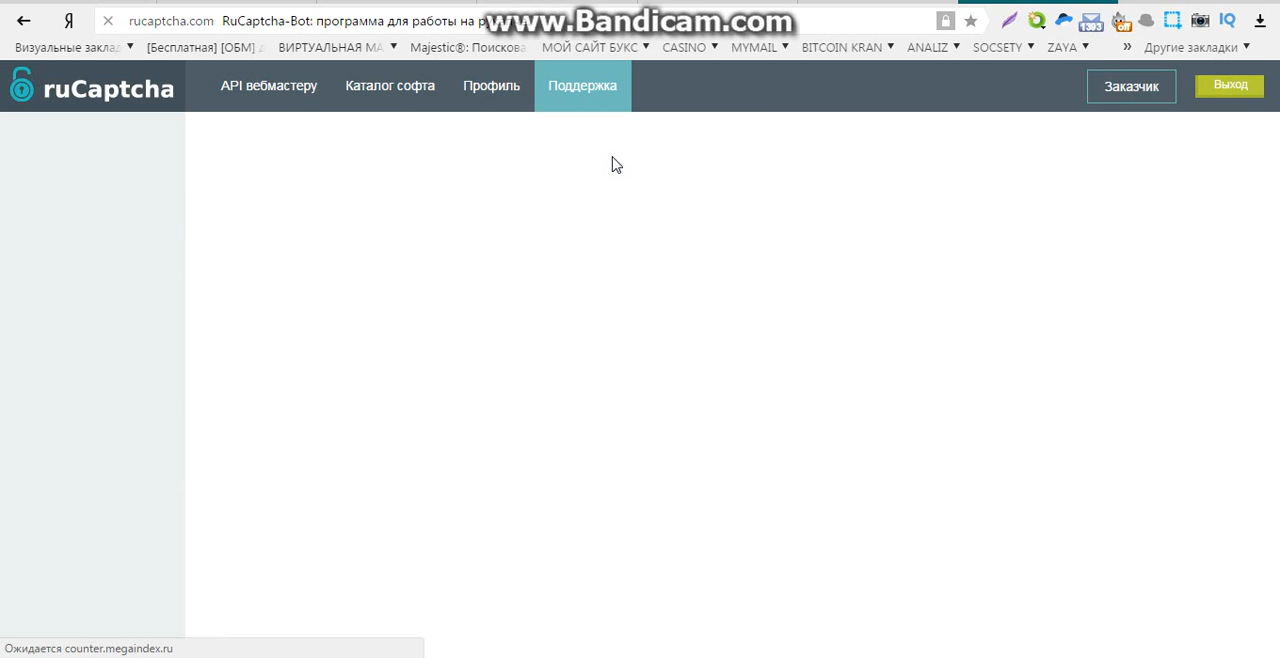 www.Bandicam.com
Я rucaptcha.com RuCaptcha-Bot: программа для работы на
Визуальные заклад [Бесплатная] [ОБМ] ВИРТУАЛЬНАЯ МА Majestic®: Поискова МОЙ САЙТ БУКС CASINO MYMAIL BITCOIN KRAN ANALIZ SOCSETY ZAYA » Другие закладки
ruCaptcha API вебмастеру Каталог софта Профиль Поддержка Заказчик Выход
Ожидается counter.megaindex.ru